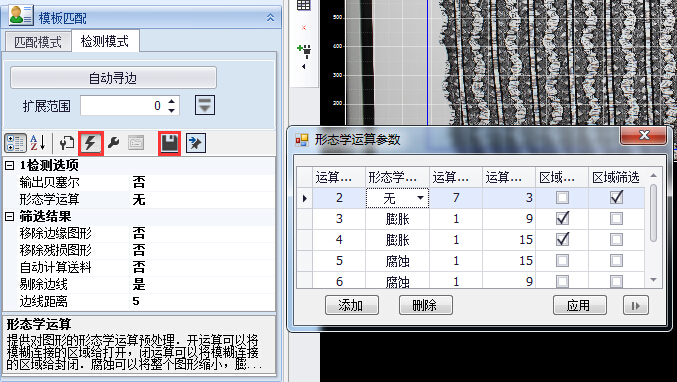 模板匹配
匹配模式 检测模式
自动寻边
扩展范围 0
1检测选项
输出贝塞尔 否
形态学运算 无
筛选结果
移除边缘图形 否
移除残损图形 否
自动计算送料 否
剔除边线 是
边线距离 5
形态学运算
提供对图形的形态学运算预处理。开运算可以将
模糊连接的区域给打开，闭运算可以将模糊连接
的区域给封闭。腐蚀可以将整个图形缩小，膨...
500
400
300
200
形态学运算参数
运算... 形态学... 运算... 运算... 区域... 区域筛选
2 无 7 3
3 膨胀 1 9
4 膨胀 1 15
5 腐蚀 1 15
6 腐蚀 1 9
添加 删除 应用